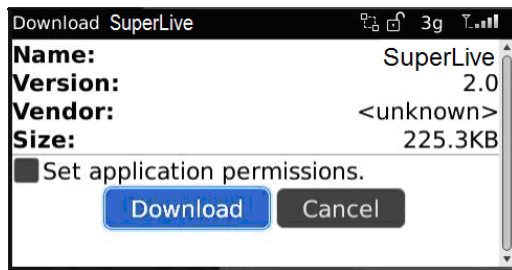 Download SuperLive 3g
Name: SuperLive
Version: 2.0
Vendor: <unknown>
Size: 225.3KB
Set application permissions.
Download Cancel